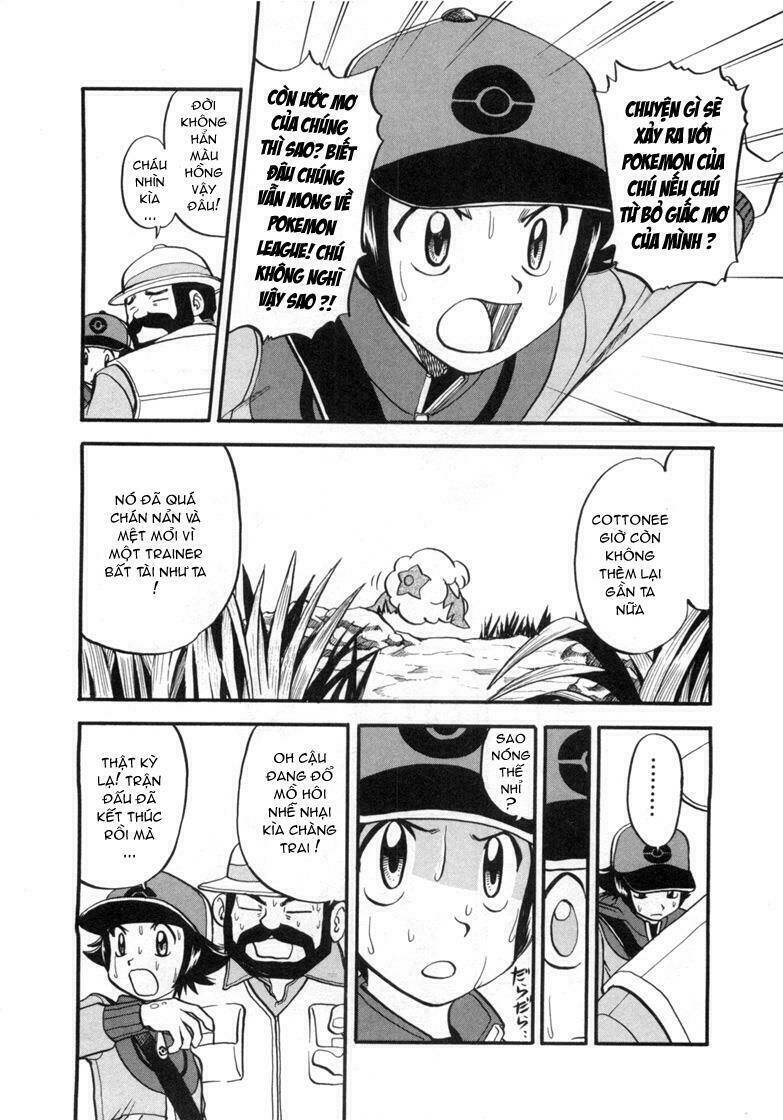 CHUYỆN GÌ SẼ
XẢY RA VỚI
POKEMON CỦA
CHÚ NẾU CHÚ
TỪ BỎ GIẤC MƠ
CỦA MÌNH ?
CÒN ƯỚC MƠ
CỦA CHÚNG
THÌ SAO? BIẾT
ĐÂU CHÚNG
VẪN MONG VỀ
POKEMON
LEAGUE! CHÚ
KHÔNG NGHĨ
VẬY SAO ?!
ĐỜI
KHÔNG
HẲN
MÀU
HỒNG
VẬY
ĐÂU!
CHÁU
NHÌN
KÌA
...
COTTONEE
GIỜ CÒN
KHÔNG
THÈM LẠI
GẦN TA
NỮA
NÓ ĐÃ QUÁ
CHÁN NẢN VÀ
MỆT MỎI VÌ
MỘT TRAINER
BẤT TÀI NHƯ TA
!
........
SAO
NÓNG
THẾ
NHỈ
?
だらだら..
OH CẬU
ĐANG ĐỔ
MỒ HÔI
NHỄ NHẠI
KÌA CHÀNG
TRAI !
THẬT KỲ
LẠ! TRẬN
ĐẤU ĐÃ
KẾT THÚC
RỒI MÀ
...